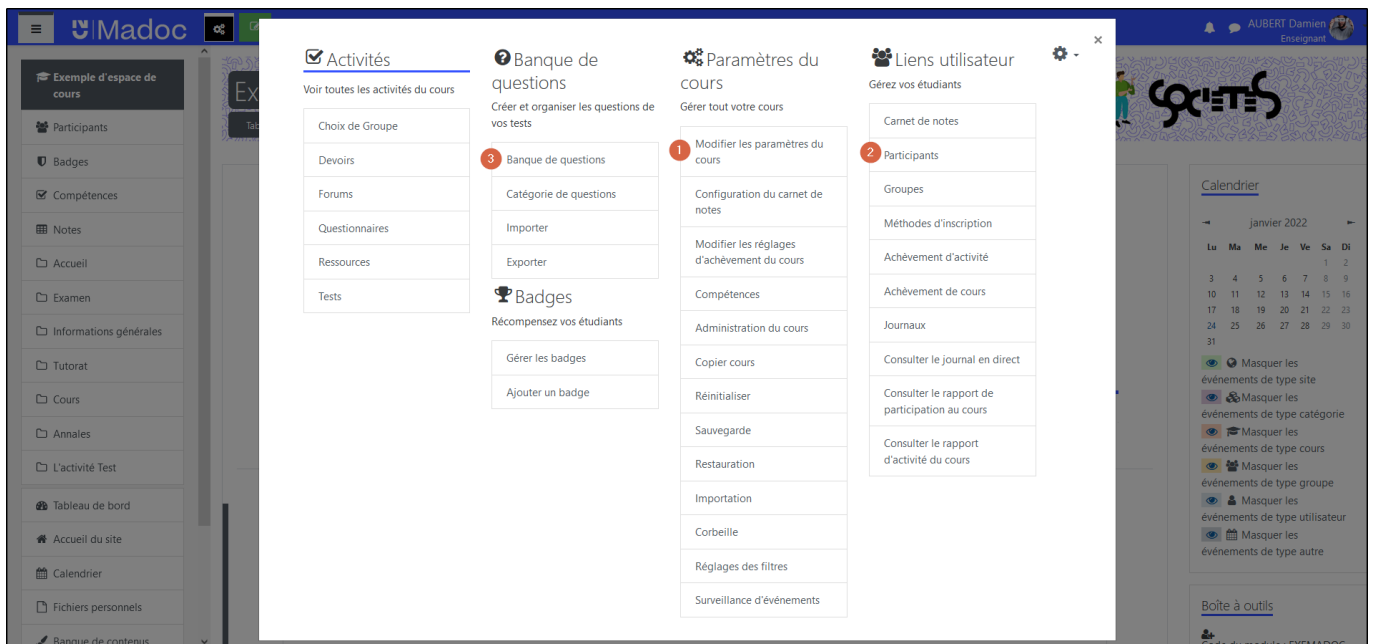 Madoc
AUBERT Damien
Enseignant
Exemple d'espace de
cours
Participants
Badges
Compétences
Notes
Accueil
Examen
Informations générales
Tutorat
Cours
Annales
L'activité Test
Tableau de bord
Accueil du site
Calendrier
Fichiers personnels
Banque de contenus
Ex
Tab
Activités
Voir toutes les activités du cours
Choix de Groupe
Devoirs
Forums
Questionnaires
Ressources
Tests
Banque de
questions
Créer et organiser les questions de
vos tests
3 Banque de questions
Catégorie de questions
Importer
Exporter
Badges
Récompensez vos étudiants
Gérer les badges
Ajouter un badge
Paramètres du
cours
Gérer tout votre cours
1 Modifier les paramètres du
cours
Configuration du carnet de
notes
Modifier les réglages
d'achèvement du cours
Compétences
Administration du cours
Copier cours
Réinitialiser
Sauvegarde
Restauration
Importation
Corbeille
Réglages des filtres
Surveillance d'événements
Liens utilisateur
Gérez vos étudiants
Carnet de notes
2 Participants
Groupes
Méthodes d'inscription
Achèvement d'activité
Achèvement de cours
Journaux
Consulter le journal en direct
Consulter le rapport de
participation au cours
Consulter le rapport
d'activité du cours
×
SOCIETES
Calendrier
◄ janvier 2022 ►
Lu Ma Me Je Ve Sa Di
1 2
3 4 5 6 7 8 9
10 11 12 13 14 15 16
17 18 19 20 21 22 23
24 25 26 27 28 29 30
31
Masquer les
événements de type site
Masquer les
événements de type catégorie
Masquer les
événements de type cours
Masquer les
événements de type groupe
Masquer les
événements de type utilisateur
Masquer les
événements de type autre
Boîte à outils
Code du module : EXEMADOC